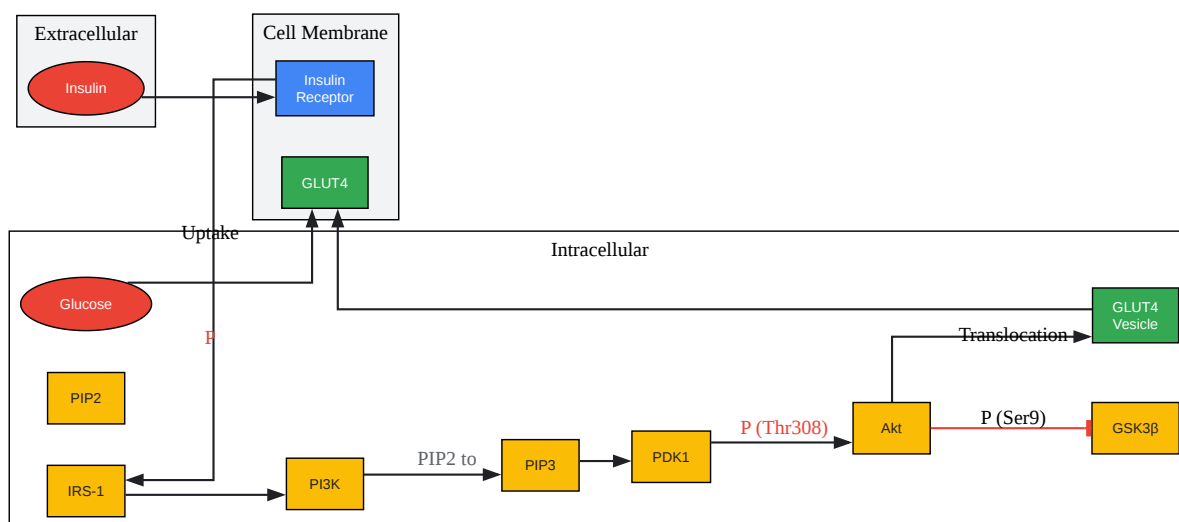 Extracellular
Insulin
Cell Membrane
Insulin
Receptor
GLUT4
Uptake
Intracellular
Glucose
GLUT4
Vesicle
P
Translocation
PIP2
Akt
P (Ser9)
GSK3β
P (Thr308)
PDK1
PIP2 to
PIP3
PI3K
IRS-1